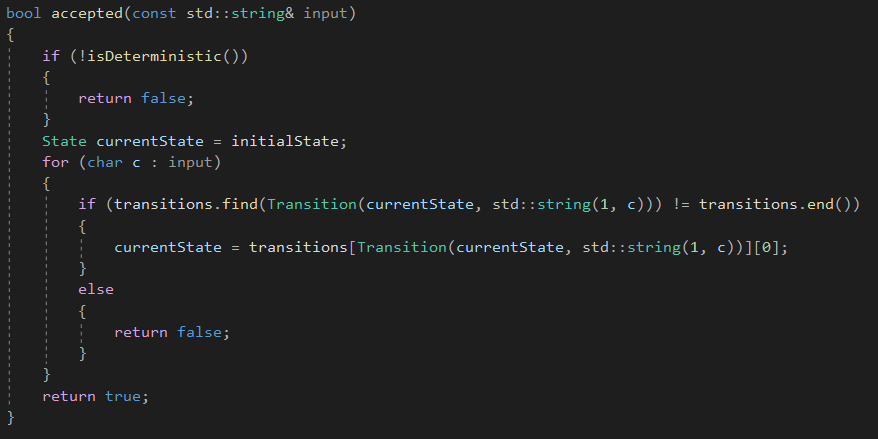 bool accepted(const std::string& input)
{
    if (!isDeterministic())
    {
        return false;
    }
    State currentState = initialState;
    for (char c : input)
    {
        if (transitions.find(Transition(currentState, std::string(1, c))) != transitions.end())
        {
            currentState = transitions[Transition(currentState, std::string(1, c))][0];
        }
        else
        {
            return false;
        }
    }
    return true;
}